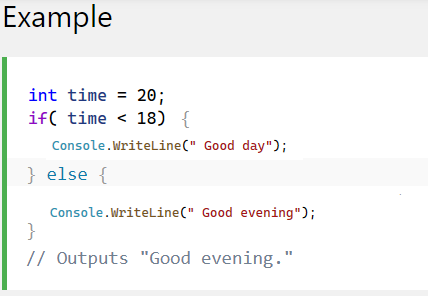 Example
int time = 20;
if( time < 18) {
Console.WriteLine(" Good day");
} else {
Console.WriteLine(" Good evening");
}
// Outputs "Good evening."